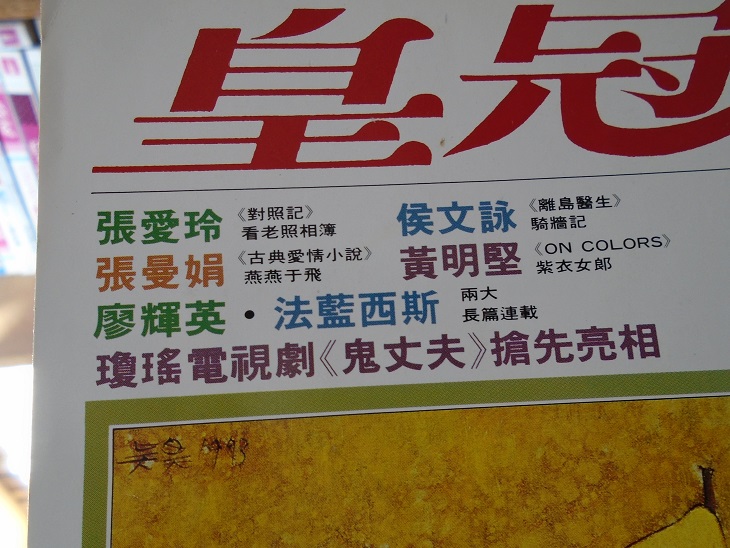 皇冠
張愛玲 《對照記》 看老照相簿
侯文詠 《離島醫生》 騎牆記
張曼娟 《古典愛情小說》 燕燕于飛
黃明堅 《ON COLORS》 紫衣女郎
廖輝英・法藍西斯 兩大 長篇連載
瓊瑤電視劇《鬼丈夫》搶先亮相
1993